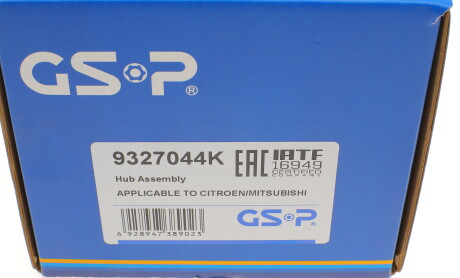 GSP®
9327044K
EAC
IATF
16949
CERTIFIED
COMPANY
Hub Assembly
APPLICABLE TO CITROEN/MITSUBISHI
6 928947 389023
GSP®